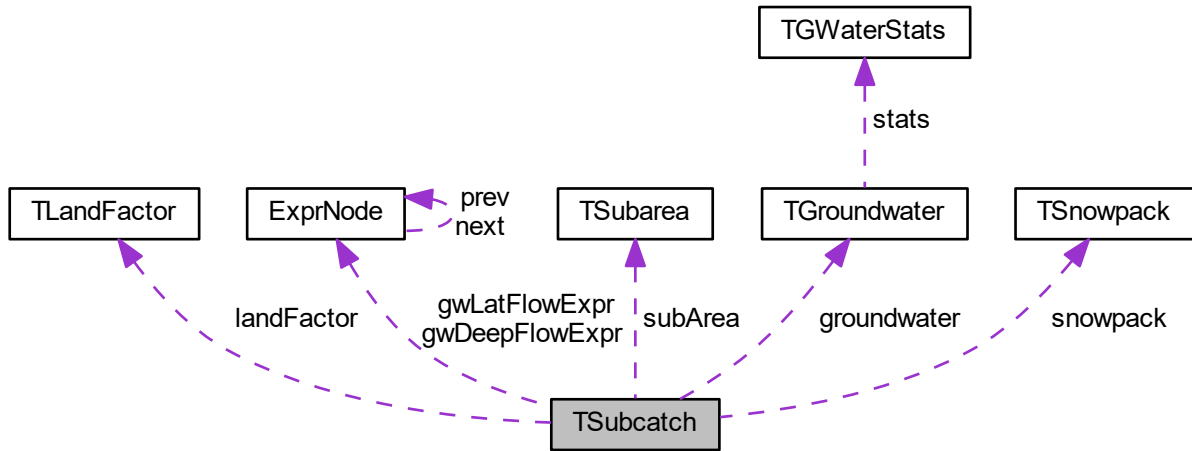 TGWaterStats
stats
TLandFactor
ExprNode
prev
next
TSubarea
TGroundwater
TSnowpack
landFactor
gwLatFlowExpr
gwDeepFlowExpr
subArea
groundwater
snowpack
TSubcatch